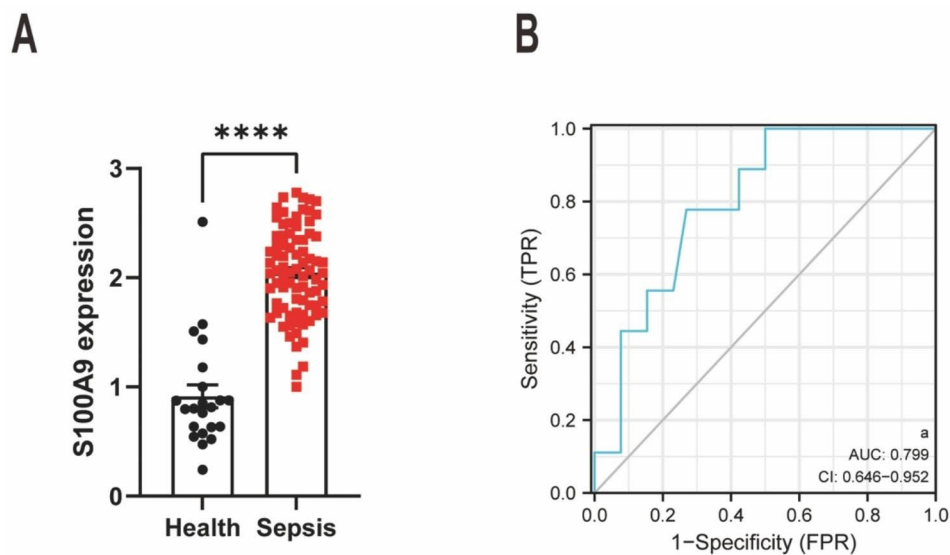 A
****
3
2
1
0
S100A9 expression
Health Sepsis
B
1.0
0.8
0.6
0.4
0.2
0.0
Sensitivity (TPR)
a
AUC: 0.799
CI: 0.646−0.952
0.0 0.2 0.4 0.6 0.8 1.0
1−Specificity (FPR)